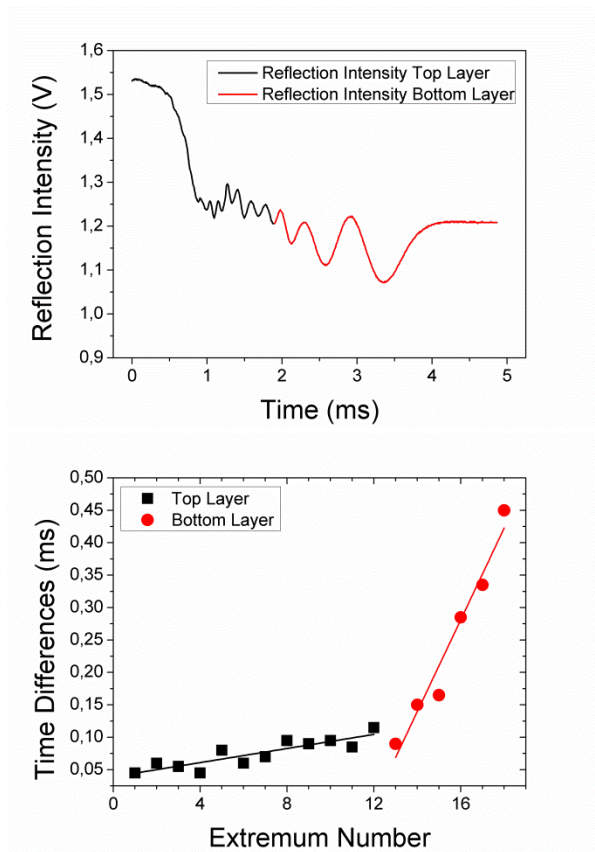 1,6
1,5
1,4
1,3
1,2
1,1
1,0
0,9
Reflection Intensity (V)
Reflection Intensity Top Layer
Reflection Intensity Bottom Layer
0 1 2 3 4 5
Time (ms)
0,50
0,45
0,40
0,35
0,30
0,25
0,20
0,15
0,10
0,05
Time Differences (ms)
Top Layer
Bottom Layer
0 4 8 12 16
Extremum Number